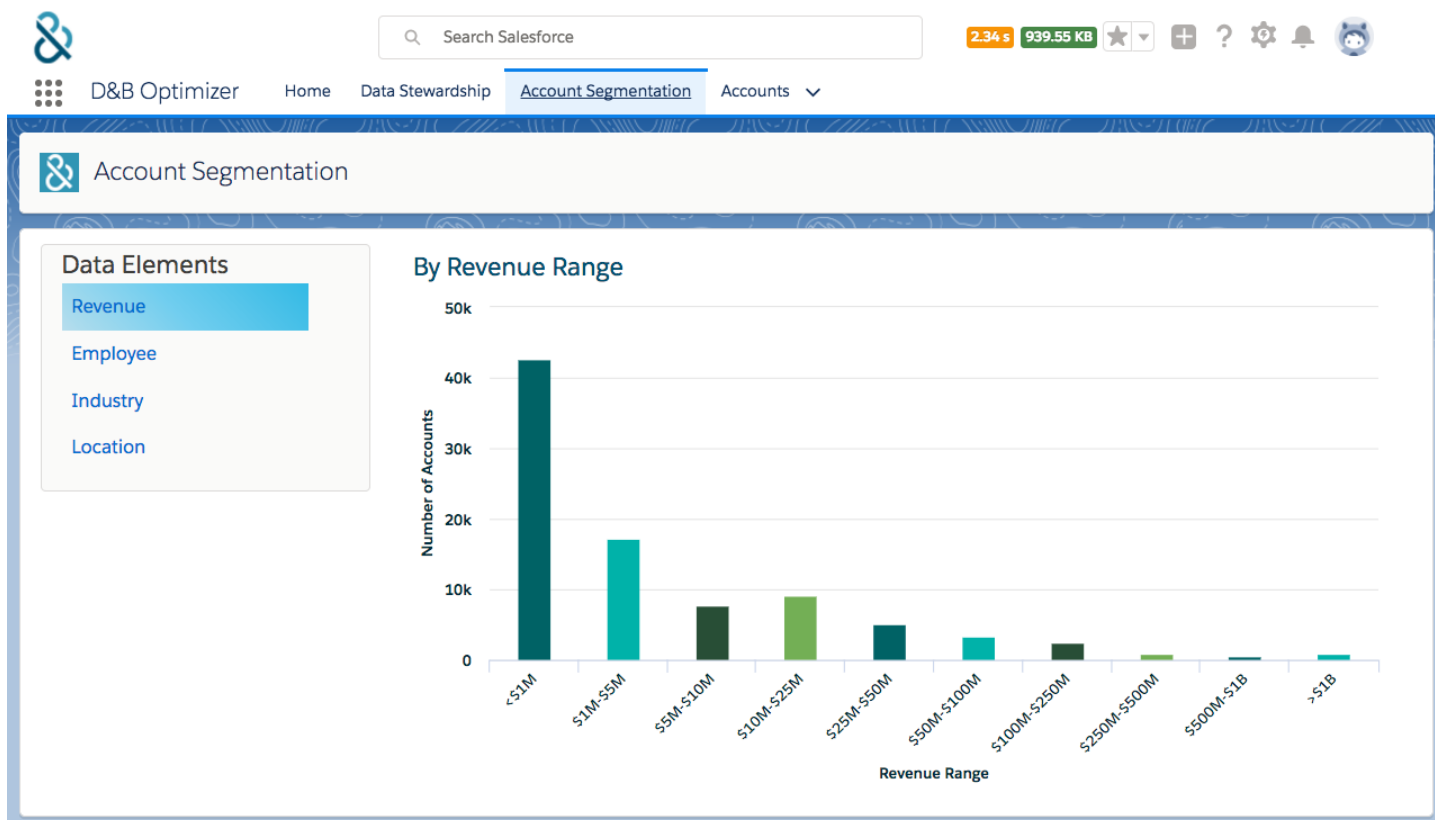 Search Salesforce
2.34 s 939.55 KB
D&B Optimizer Home Data Stewardship Account Segmentation Accounts
Account Segmentation
Data Elements
Revenue
Employee
Industry
Location
By Revenue Range
50k
40k
30k
20k
10k
0
Number of Accounts
<$1M $1M-$5M $5M-$10M $10M-$25M $25M-$50M $50M-$100M $100M-$250M $250M-$500M $500M-$1B >$1B
Revenue Range